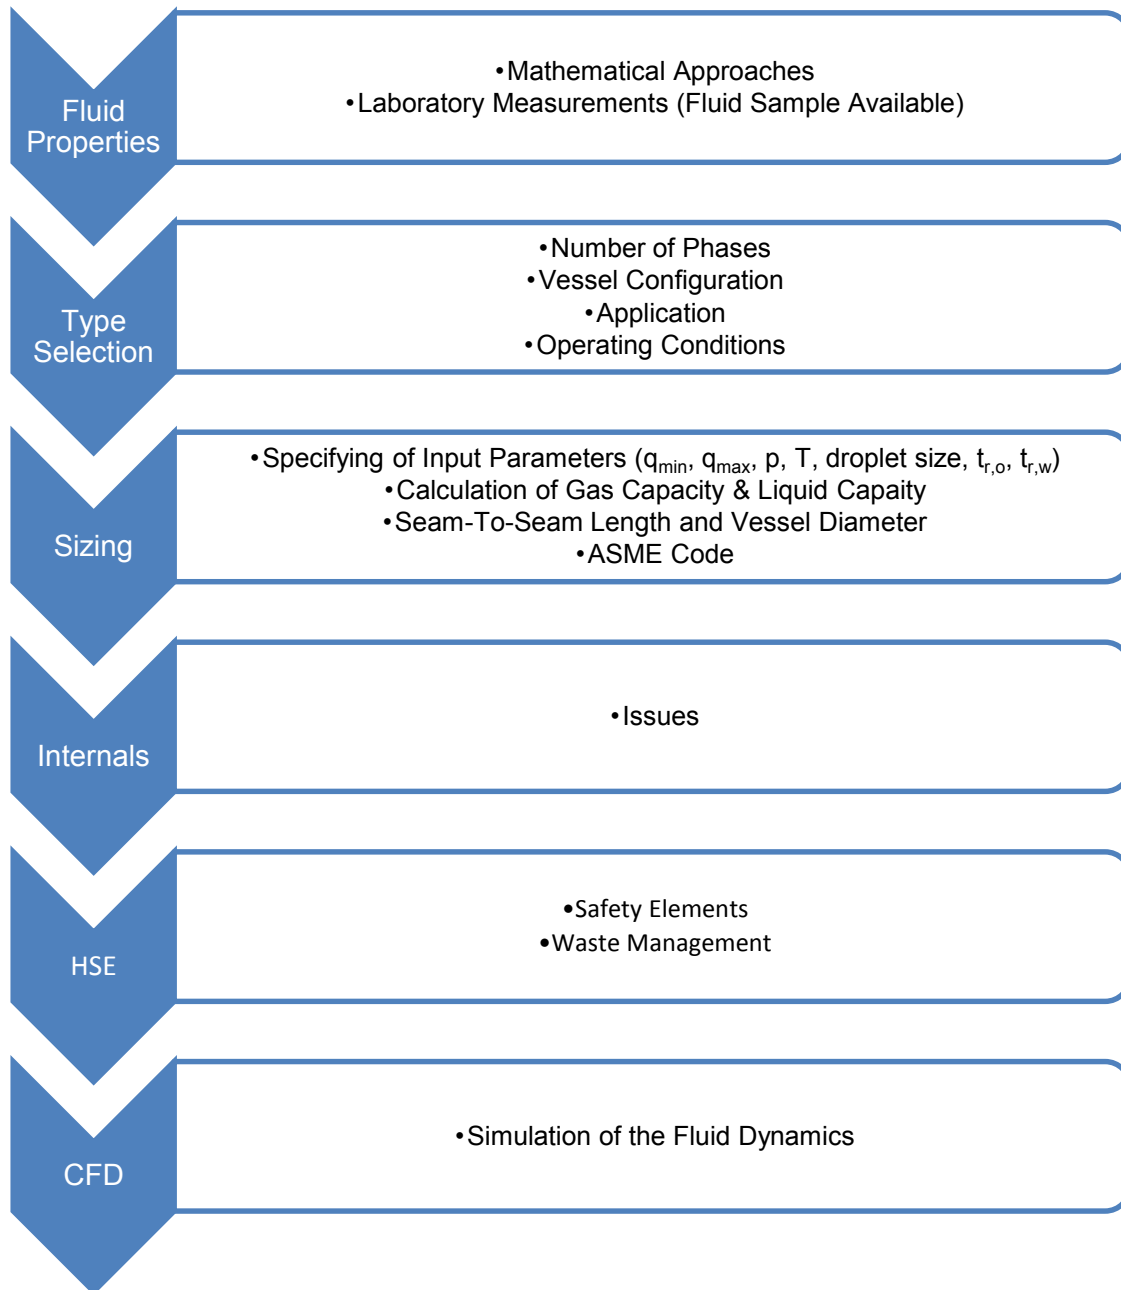 Fluid
Properties
•Mathematical Approaches
•Laboratory Measurements (Fluid Sample Available)
Type
Selection
•Number of Phases
•Vessel Configuration
•Application
•Operating Conditions
Sizing
•Specifying of Input Parameters (qmin, qmax, p, T, droplet size, tr,o, tr,w)
•Calculation of Gas Capacity & Liquid Capaity
•Seam-To-Seam Length and Vessel Diameter
•ASME Code
Internals
•Issues
HSE
•Safety Elements
•Waste Management
CFD
•Simulation of the Fluid Dynamics